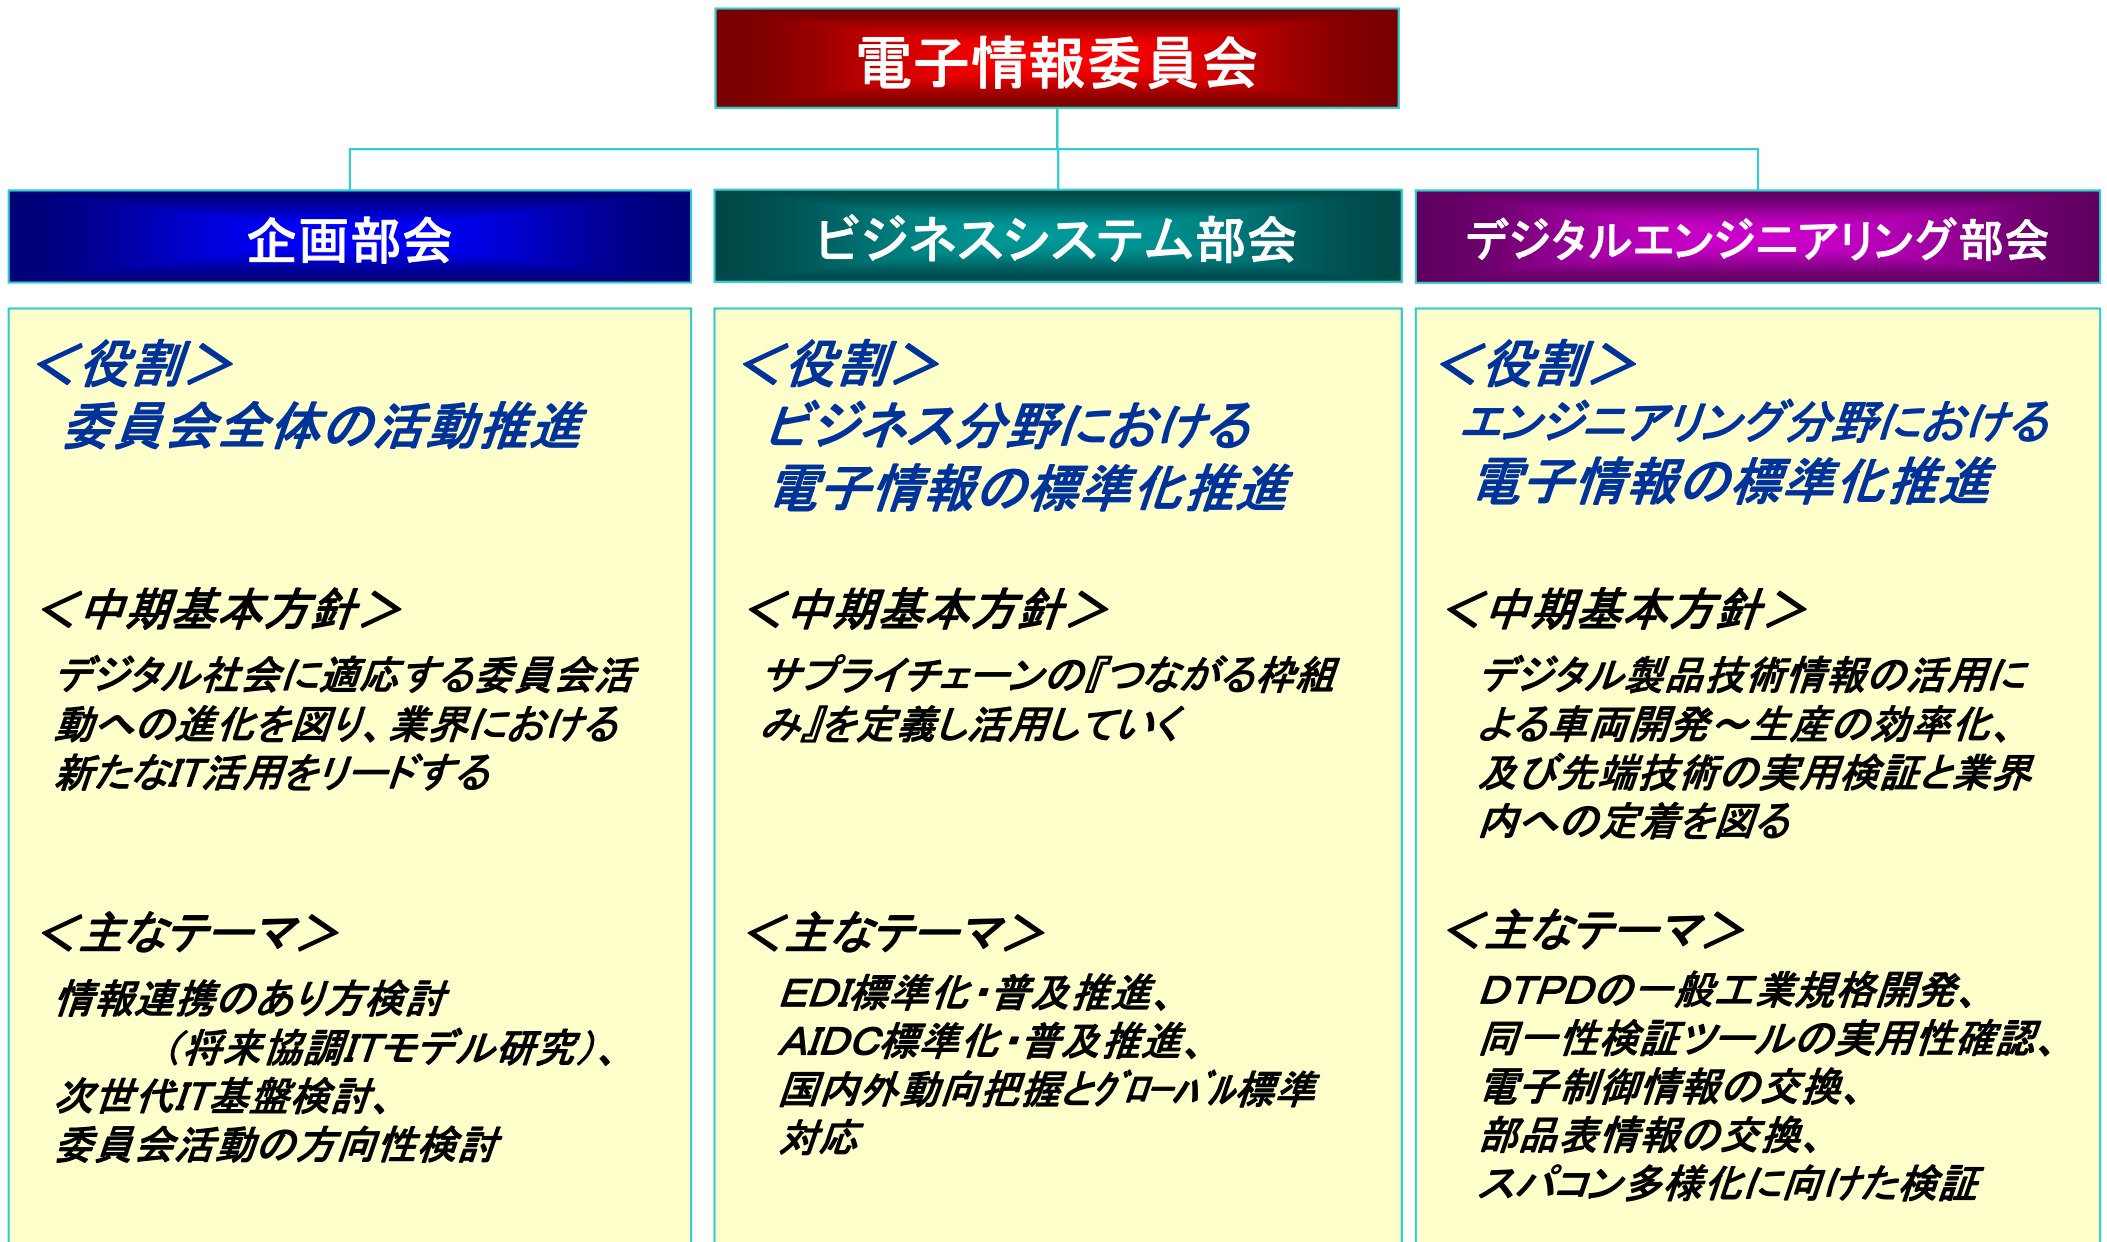 電子情報委員会
企画部会
ビジネスシステム部会
デジタルエンジニアリング部会
＜役割＞
委員会全体の活動推進
＜中期基本方針＞
デジタル社会に適応する委員会活
動への進化を図り、業界における
新たなIT活用をリードする
＜主なテーマ＞
情報連携のあり方検討
（将来協調ITモデル研究）、
次世代IT基盤検討、
委員会活動の方向性検討
＜役割＞
ビジネス分野における
電子情報の標準化推進
＜中期基本方針＞
サプライチェーンの『つながる枠組
み』を定義し活用していく
＜主なテーマ＞
EDI標準化・普及推進、
AIDC標準化・普及推進、
国内外動向把握とｸﾞﾛｰﾊﾞﾙ標準
対応
＜役割＞
エンジニアリング分野における
電子情報の標準化推進
＜中期基本方針＞
デジタル製品技術情報の活用に
よる車両開発～生産の効率化、
及び先端技術の実用検証と業界
内への定着を図る
＜主なテーマ＞
DTPDの一般工業規格開発、
同一性検証ツールの実用性確認、
電子制御情報の交換、
部品表情報の交換、
スパコン多様化に向けた検証